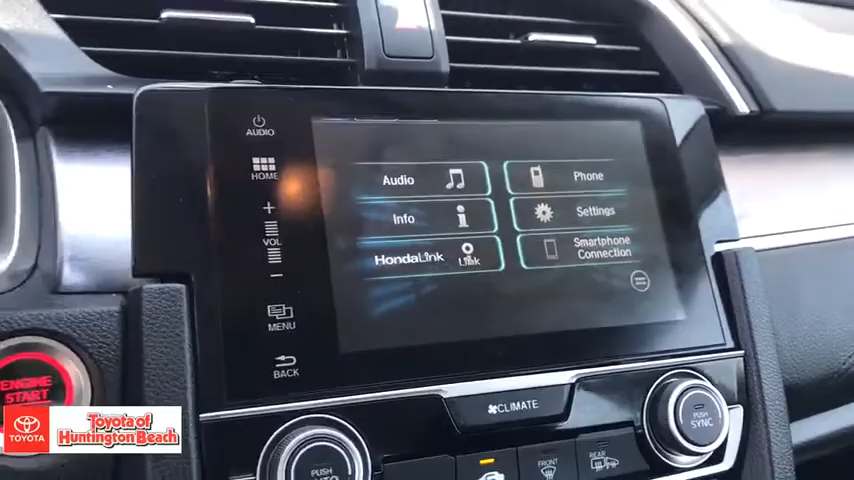 AUDIO
HOME
+
VOL
-
MENU
BACK
Audio
Phone
Info
Settings
HondaLink
Link
Smartphone
Connection
ENGINE
START
TOYOTA
Toyota of
Huntington Beach
CLIMATE
PUSH
AUTO
FRONT
REAR
PUSH
SYNC